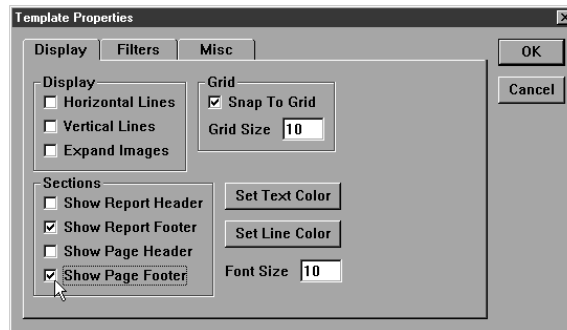 Template Properties
Display Filters Misc
OK
Cancel
Display
Horizontal Lines
Vertical Lines
Expand Images
Grid
Snap To Grid
Grid Size 10
Sections
Show Report Header
Show Report Footer
Show Page Header
Show Page Footer
Set Text Color
Set Line Color
Font Size 10